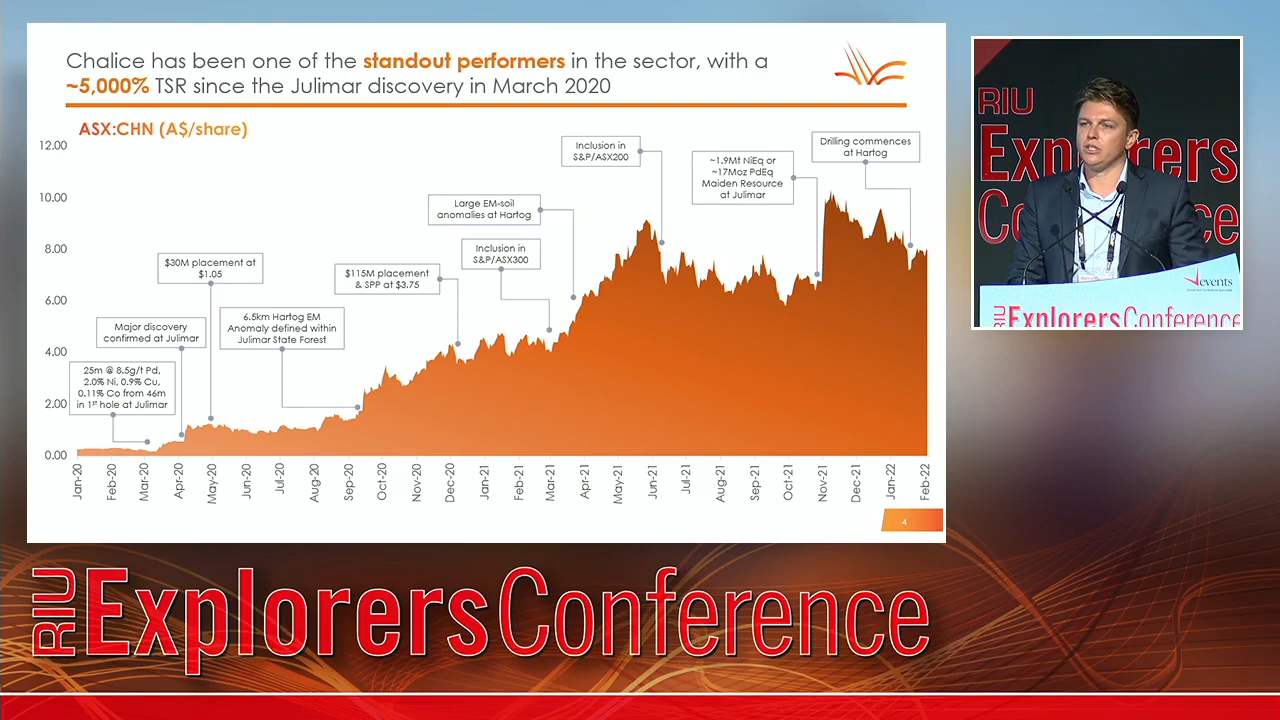 Chalice has been one of the standout performers in the sector, with a
~5,000% TSR since the Julimar discovery in March 2020
ASX:CHN (A$/share)
12.00
10.00
8.00
6.00
4.00
2.00
0.00
25m @ 8.5g/t Pd,
2.0% Ni, 0.9% Cu,
0.11% Co from 46m
in 1st hole at Julimar
Major discovery
confirmed at Julimar
$30M placement at
$1.05
6.5km Hartog EM
Anomaly defined within
Julimar State Forest
$115M placement
& SPP at $3.75
Large EM-soil
anomalies at Hartog
Inclusion in
S&P/ASX300
Inclusion in
S&P/ASX200
~1.9Mt NiEq or
~17Moz PdEq
Maiden Resource
at Julimar
Drilling commences
at Hartog
Jan-20
Feb-20
Mar-20
Apr-20
May-20
Jun-20
Jul-20
Aug-20
Sep-20
Oct-20
Nov-20
Dec-20
Jan-21
Feb-21
Mar-21
Apr-21
May-21
Jun-21
Jul-21
Aug-21
Sep-21
Oct-21
Nov-21
Dec-21
Jan-22
Feb-22
4
RIU
Explorers
Conference
events
RIU ExplorersConference
RIU ExplorersConference